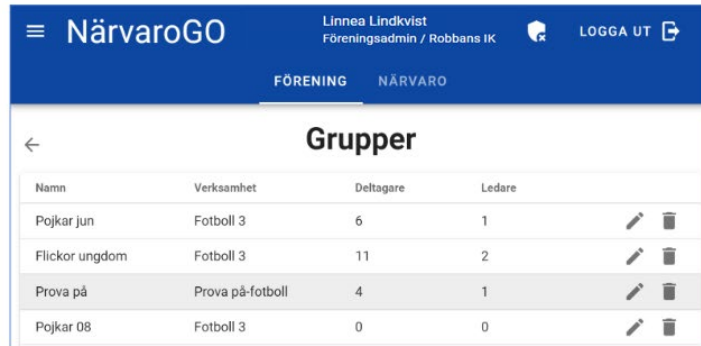 NärvaroGO
Linnea Lindkvist
Föreningsadmin / Robbans IK
LOGGA UT
FÖRENING NÄRVARO
Grupper
Namn Verksamhet Deltagare Ledare
Pojkar jun Fotboll 3 6 1
Flickor ungdom Fotboll 3 11 2
Prova på Prova på-fotboll 4 1
Pojkar 08 Fotboll 3 0 0